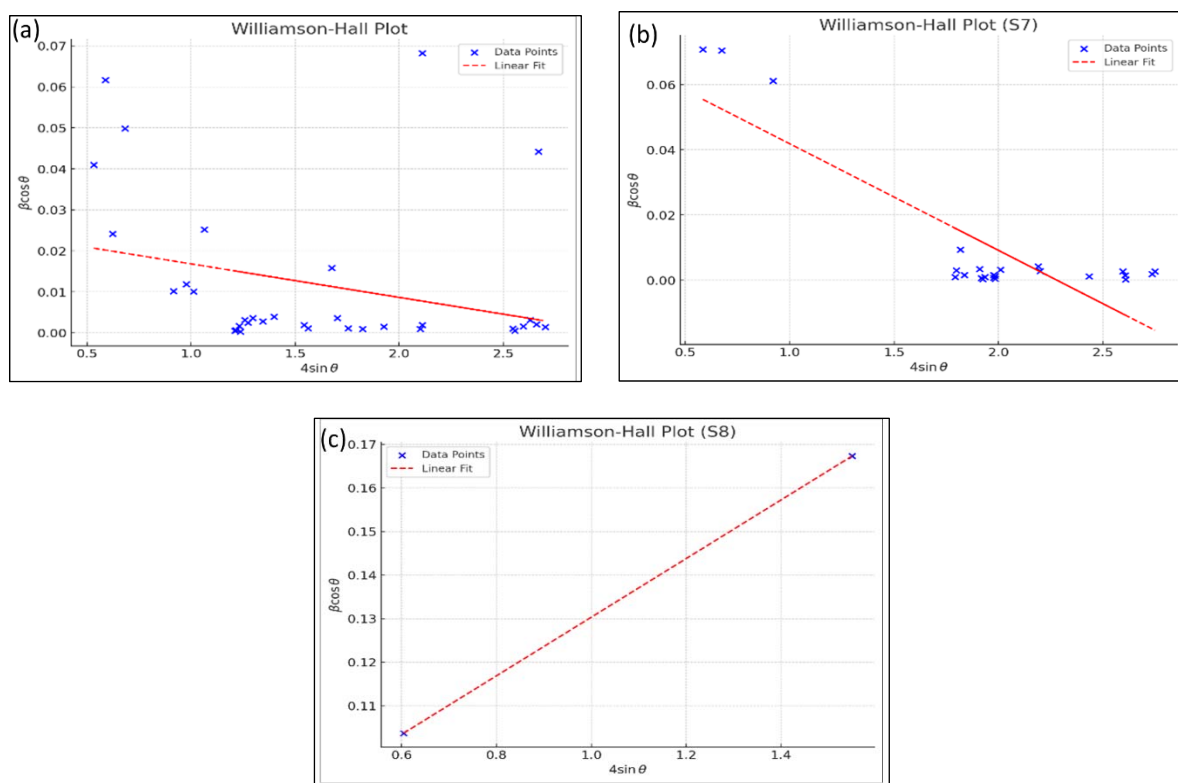 (a)
Williamson-Hall Plot
Data Points
Linear Fit
0.07
0.06
0.05
0.04
0.03
0.02
0.01
0.00
βcosθ
0.5 1.0 1.5 2.0 2.5
4sinθ
(b)
Williamson-Hall Plot (S7)
Data Points
Linear Fit
0.06
0.04
0.02
0.00
βcosθ
0.5 1.0 1.5 2.0 2.5
4sinθ
(c)
Williamson-Hall Plot (S8)
Data Points
Linear Fit
0.17
0.16
0.15
0.14
0.13
0.12
0.11
βcosθ
0.6 0.8 1.0 1.2 1.4
4sinθ